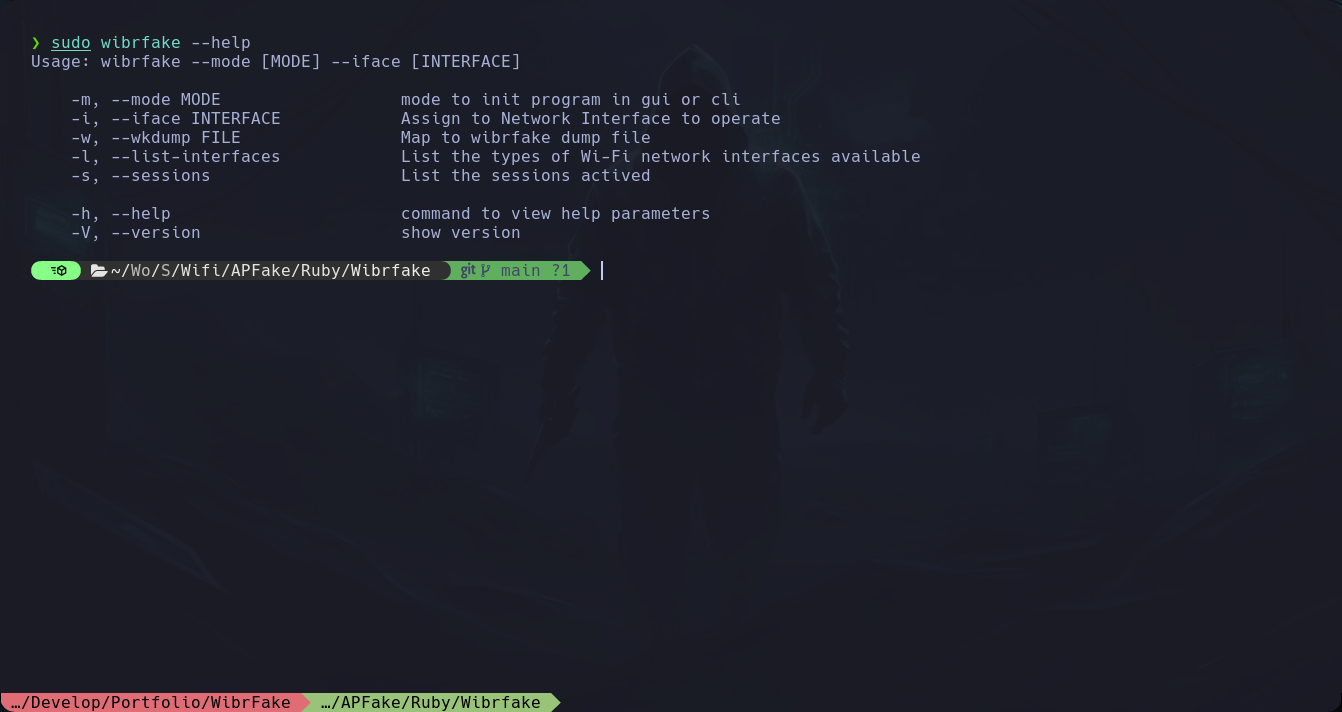 ❯ sudo wibrfake --help
Usage: wibrfake --mode [MODE] --iface [INTERFACE]
-m, --mode MODE                  mode to init program in gui or cli
-i, --iface INTERFACE            Assign to Network Interface to operate
-w, --wkdump FILE                Map to wibrfake dump file
-l, --list-interfaces            List the types of Wi-Fi network interfaces available
-s, --sessions                   List the sessions actived
-h, --help                       command to view help parameters
-V, --version                    show version
~/Wo/S/Wifi/APFake/Ruby/Wibrfake git main ?1
…/Develop/Portfolio/WibrFake …/APFake/Ruby/Wibrfake